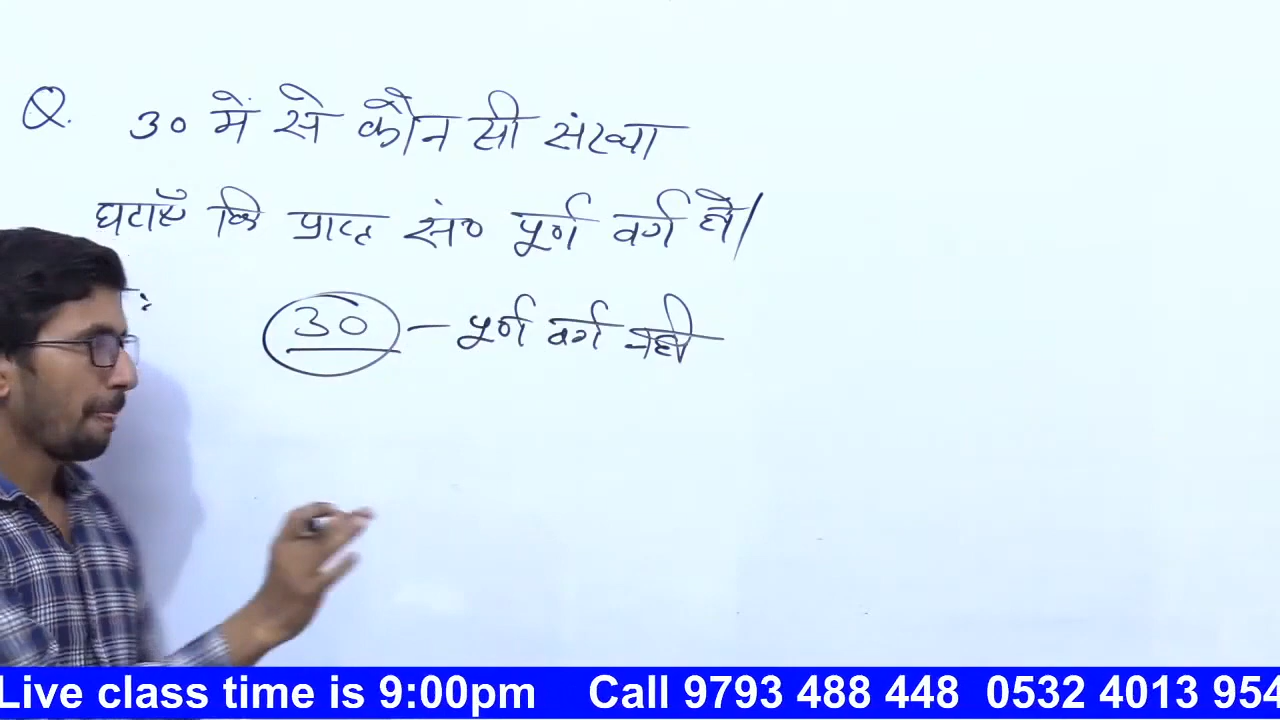 Q. 30 में से कौन सी संख्या
घटाएँ कि प्राप्त सं० पूर्ण वर्ग हो।
30 - पूर्ण वर्ग नही
Live class time is 9:00pm Call 9793 488 448 0532 4013 954